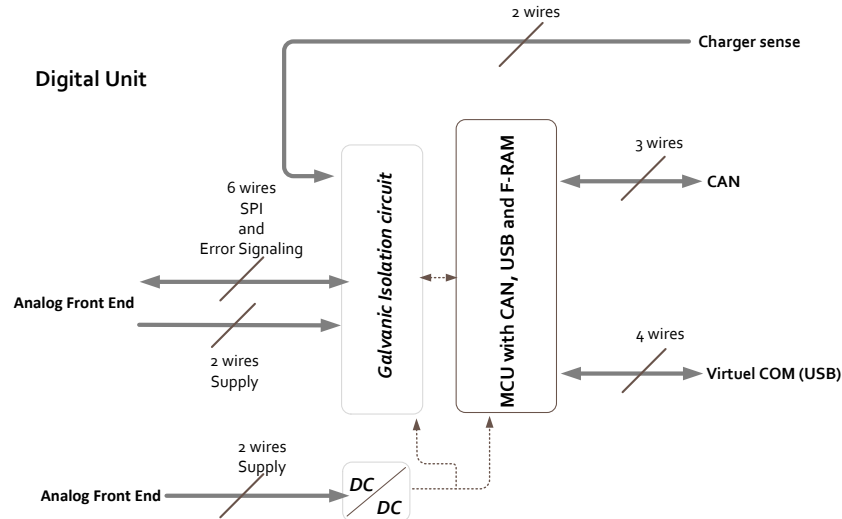 2 wires
Charger sense
Digital Unit
MCU with CAN, USB and F-RAM
3 wires
CAN
Galvanic Isolation circuit
6 wires
SPI
and
Error Signaling
Analog Front End
2 wires
Supply
4 wires
Virtuel COM (USB)
2 wires
Supply
Analog Front End
DC
DC